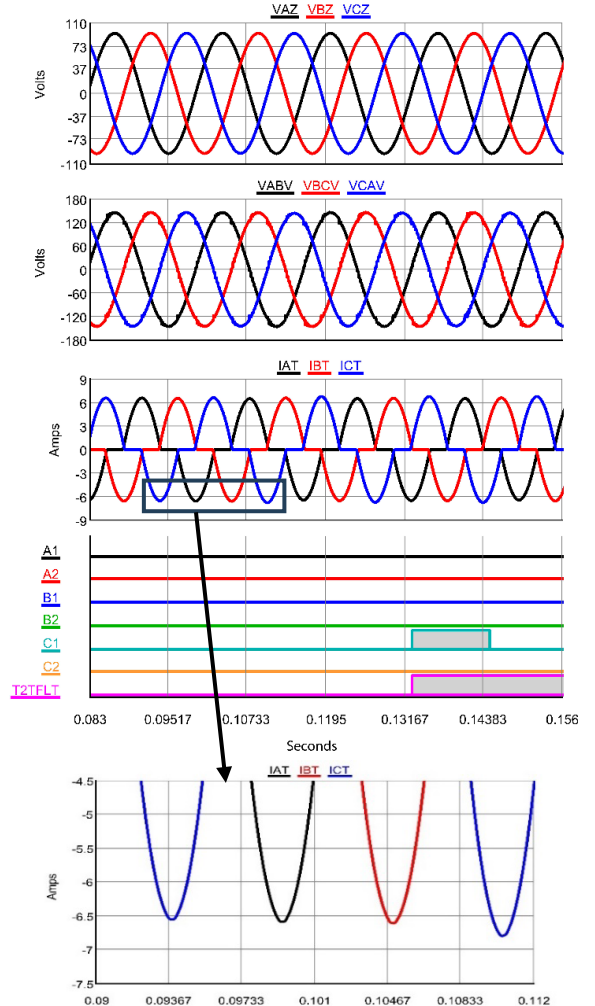 VAZ VBZ VCZ
110
73
37
0
-37
-73
-110
Volts
VABV VBCV VCAV
180
120
60
0
-60
-120
-180
Volts
IAT IBT ICT
9
6
3
0
-3
-6
-9
Amps
A1
A2
B1
B2
C1
C2
T2TFLT
0.083 0.09517 0.10733 0.1195 0.13167 0.14383 0.156
Seconds
IAT IBT ICT
-4.5
-5
-5.5
-6
-6.5
-7
-7.5
Amps
0.09 0.09367 0.09733 0.101 0.10467 0.10833 0.112